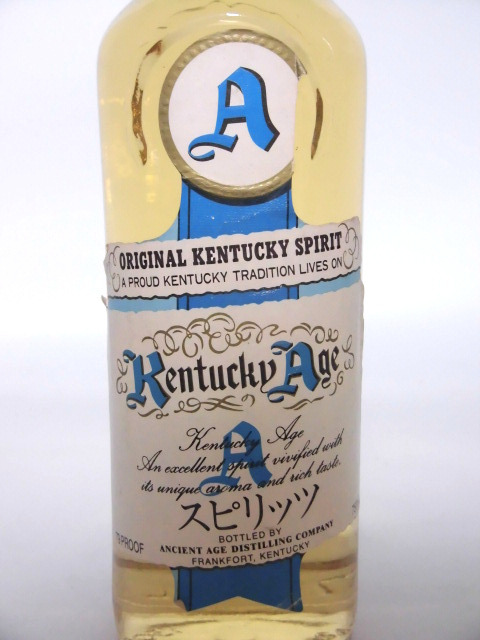 A
ORIGINAL KENTUCKY SPIRIT
A PROUD KENTUCKY TRADITION LIVES ON
Kentucky Age
A
Kentucky Age
An excellent spirit vivified with
its unique aroma and rich taste.
スピリッツ
BOTTLED BY
ANCIENT AGE DISTILLING COMPANY
FRANKFORT, KENTUCKY
PROOF